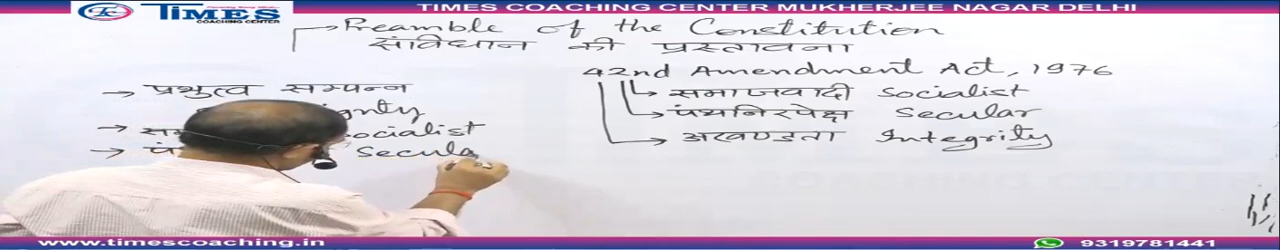 TIMES COACHING CENTER
TIMES COACHING CENTER MUKHERJEE NAGAR DELHI
Preamble of the Constitution
संविधान की प्रस्तावना
42nd Amendment Act, 1976
समाजवादी Socialist
पंथनिरपेक्ष Secular
अखण्डता Integrity
प्रभुत्व सम्पन्न
Socialist
Secula
www.timescoaching.in
9319781441